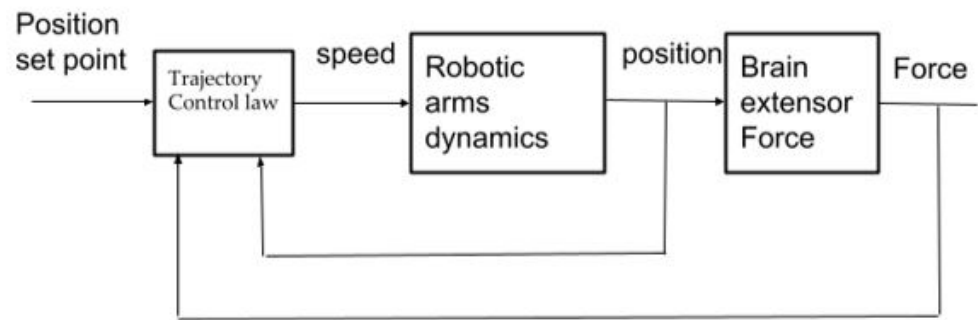 Position
set point
Trajectory
Control law
speed
Robotic
arms
dynamics
position
Brain
extensor
Force
Force